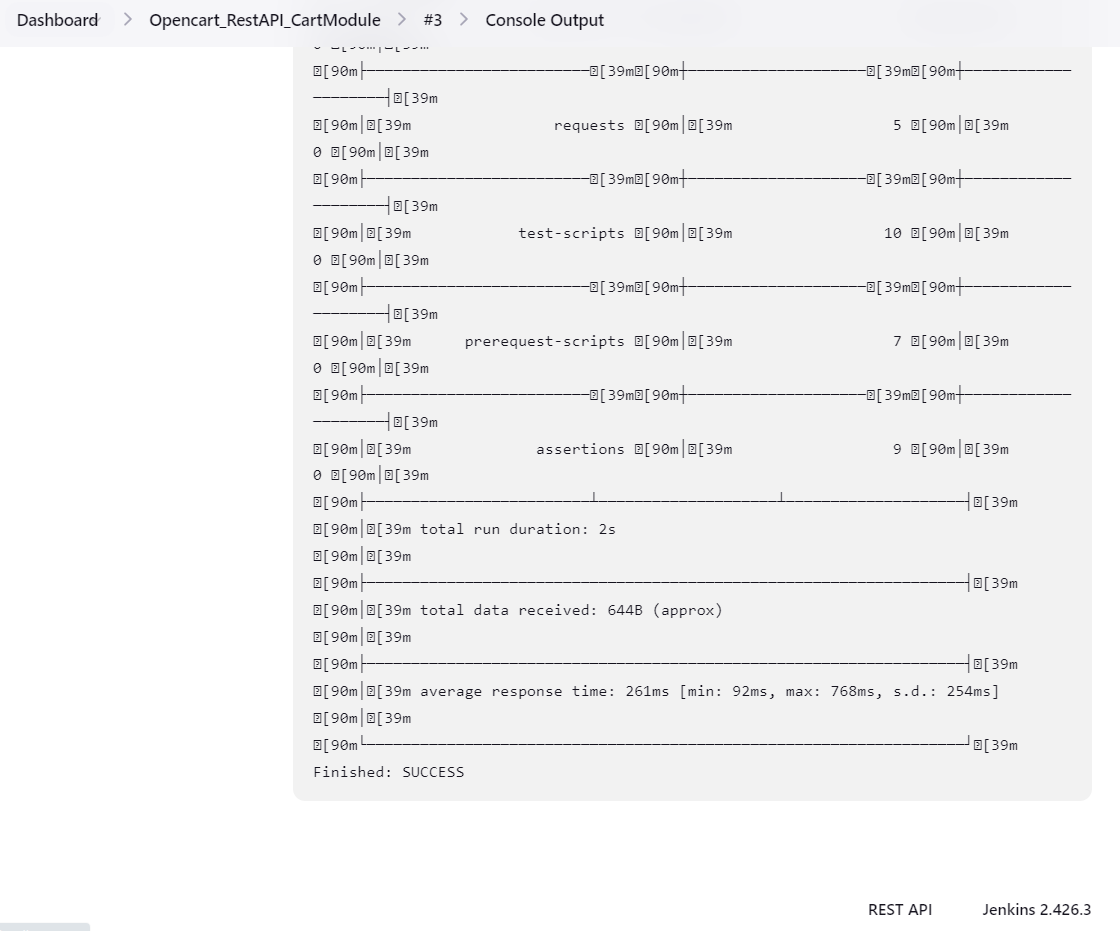 Dashboard > Opencart_RestAPI_CartModule > #3 > Console Output
␛[90m├─────────────────────────␛[39m␛[90m┼────────────────────␛[39m␛[90m┼────────────
────────┤␛[39m
␛[90m│␛[39m                requests ␛[90m│␛[39m                  5 ␛[90m│␛[39m
0 ␛[90m│␛[39m
␛[90m├─────────────────────────␛[39m␛[90m┼────────────────────␛[39m␛[90m┼────────────
────────┤␛[39m
␛[90m│␛[39m            test-scripts ␛[90m│␛[39m                 10 ␛[90m│␛[39m
0 ␛[90m│␛[39m
␛[90m├─────────────────────────␛[39m␛[90m┼────────────────────␛[39m␛[90m┼────────────
────────┤␛[39m
␛[90m│␛[39m      prerequest-scripts ␛[90m│␛[39m                  7 ␛[90m│␛[39m
0 ␛[90m│␛[39m
␛[90m├─────────────────────────␛[39m␛[90m┼────────────────────␛[39m␛[90m┼────────────
────────┤␛[39m
␛[90m│␛[39m              assertions ␛[90m│␛[39m                  9 ␛[90m│␛[39m
0 ␛[90m│␛[39m
␛[90m├─────────────────────────┴────────────────────┴────────────────────┤␛[39m
␛[90m│␛[39m total run duration: 2s
␛[90m│␛[39m
␛[90m├───────────────────────────────────────────────────────────────────┤␛[39m
␛[90m│␛[39m total data received: 644B (approx)
␛[90m│␛[39m
␛[90m├───────────────────────────────────────────────────────────────────┤␛[39m
␛[90m│␛[39m average response time: 261ms [min: 92ms, max: 768ms, s.d.: 254ms]
␛[90m│␛[39m
␛[90m└───────────────────────────────────────────────────────────────────┘␛[39m
Finished: SUCCESS
REST API Jenkins 2.426.3